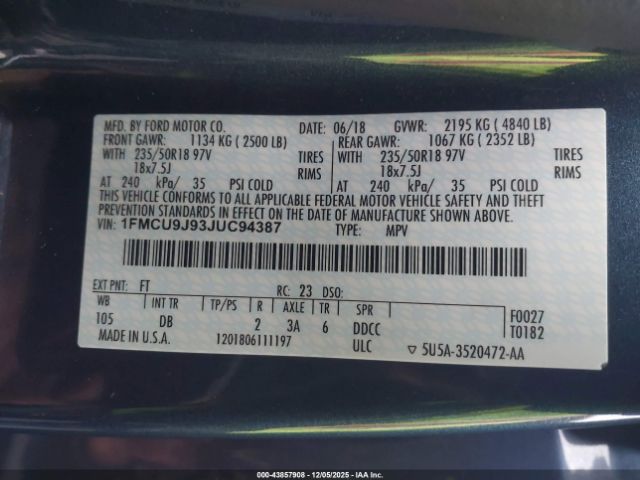 MFD. BY FORD MOTOR CO. DATE: 06/18 GVWR: 2195 KG ( 4840 LB)
FRONT GAWR: 1134 KG ( 2500 LB) REAR GAWR: 1067 KG ( 2352 LB)
WITH 235/50R18 97V TIRES WITH 235/50R18 97V TIRES
18x7.5J RIMS 18x7.5J RIMS
AT 240 kPa/ 35 PSI COLD AT 240 kPa/ 35 PSI COLD
THIS VEHICLE CONFORMS TO ALL APPLICABLE FEDERAL MOTOR VEHICLE SAFETY AND THEFT
PREVENTION STANDARDS IN EFFECT ON THE DATE OF MANUFACTURE SHOWN ABOVE.
VIN: 1FMCU9J93JUC94387 TYPE: MPV
EXT PNT: FT RC: 23 DSO:
WB INT TR TP/PS R AXLE TR SPR F0027
105 DB 2 3A 6 DDCC T0182
MADE IN U.S.A. 1201806111197 ULC ▽ 5U5A-3520472-AA
000-43857908 - 12/05/2025 - IAA Inc.